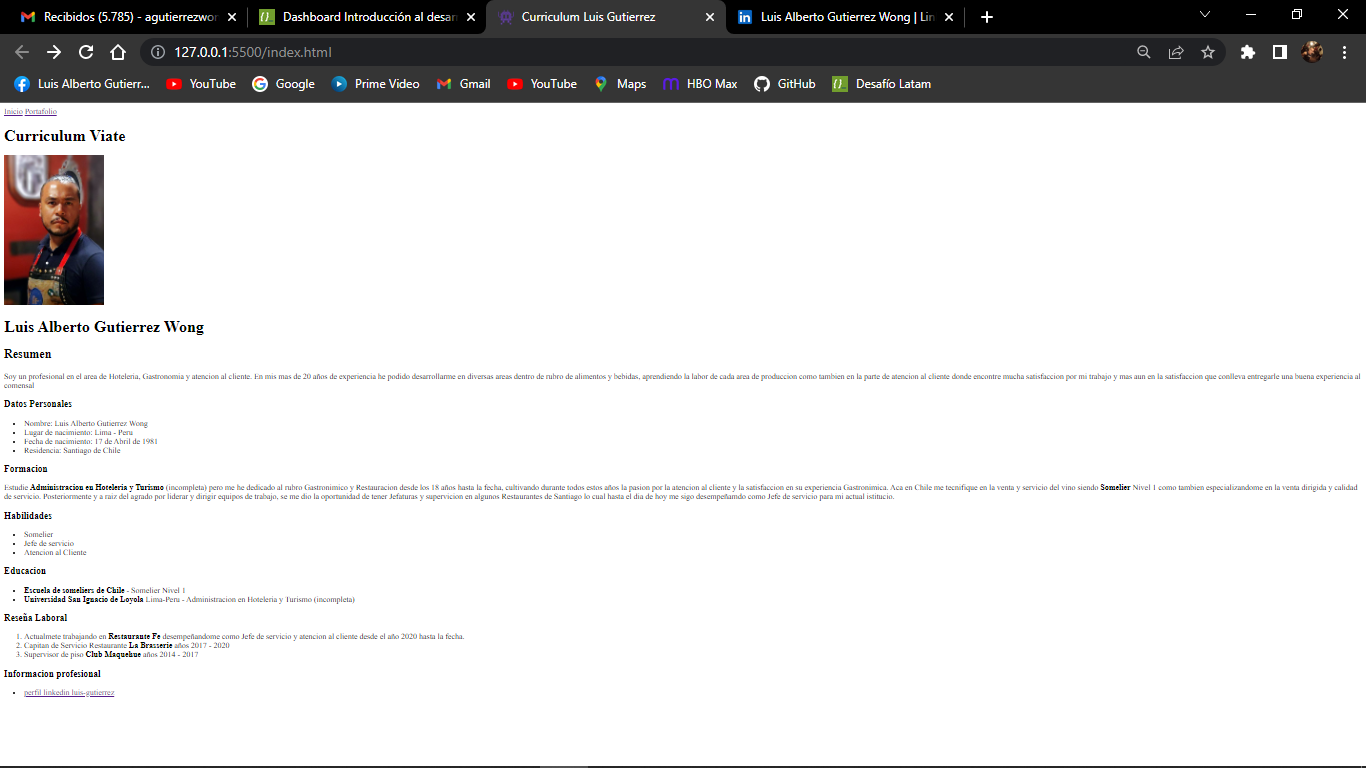 Recibidos (5.785) - agutierrezwor
Dashboard Introducción al desar
Curriculum Luis Gutierrez
Luis Alberto Gutierrez Wong | Lin
127.0.0.1:5500/index.html
Luis Alberto Gutierr...
YouTube
Google
Prime Video
Gmail
YouTube
Maps
HBO Max
GitHub
Desafío Latam
Inicio Portafolio
Curriculum Viate
Luis Alberto Gutierrez Wong
Resumen
Soy un profesional en el area de Hoteleria, Gastronomia y atencion al cliente. En mis mas de 20 años de experiencia he podido desarrollarme en diversas areas dentro de rubro de alimentos y bebidas, aprendiendo la labor de cada area de produccion como tambien en la parte de atencion al cliente donde encontre mucha satisfaccion por mi trabajo y mas aun en la satisfaccion que conlleva entregarle una buena experiencia al
comensal
Datos Personales
• Nombre: Luis Alberto Gutierrez Wong
• Lugar de nacimiento: Lima - Peru
• Fecha de nacimiento: 17 de Abril de 1981
• Residencia: Santiago de Chile
Formacion
Estudie Administracion en Hoteleria y Turismo (incompleta) pero me he dedicado al rubro Gastronimico y Restauracion desde los 18 años hasta la fecha, cultivando durante todos estos años la pasion por la atencion al cliente y la satisfaccion en su experiencia Gastronimica. Aca en Chile me tecnifique en la venta y servicio del vino siendo Somelier Nivel 1 como tambien especializandome en la venta dirigida y calidad
de servicio. Posteriormente y a raiz del agrado por liderar y dirigir equipos de trabajo, se me dio la oportunidad de tener Jefaturas y supervicion en algunos Restaurantes de Santiago lo cual hasta el dia de hoy me sigo desempeñamdo como Jefe de servicio para mi actual istitucio.
Habilidades
• Somelier
• Jefe de servicio
• Atencion al Cliente
Educacion
• Escuela de someliers de Chile - Somelier Nivel 1
• Universidad San Ignacio de Loyola Lima-Peru - Administracion en Hoteleria y Turismo (incompleta)
Reseña Laboral
1. Actualmete trabajando en Restaurante Fe desempeñandome como Jefe de servicio y atencion al cliente desde el año 2020 hasta la fecha.
2. Capitan de Servicio Restaurante La Brasserie años 2017 - 2020
3. Supervisor de piso Club Maquehue años 2014 - 2017
Informacion profesional
• perfil linkedin luis-gutierrez